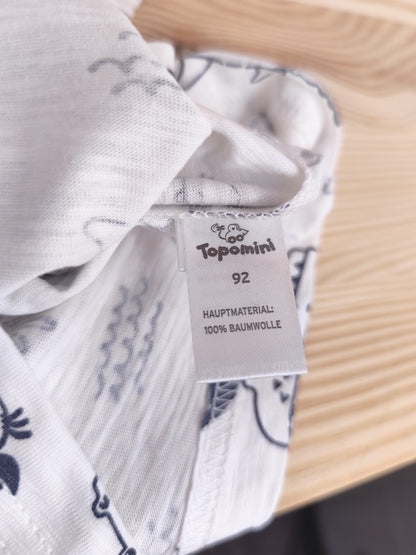 Topomini
92
HAUPTMATERIAL:
100% BAUMWOLLE